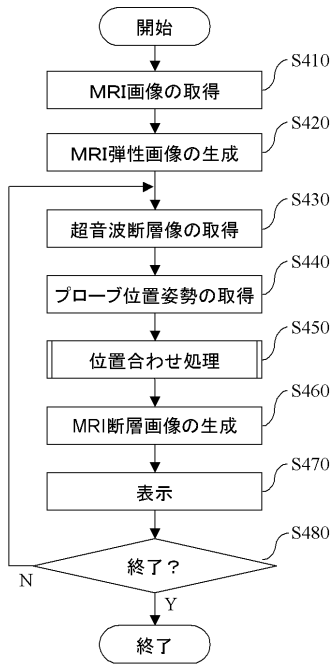 開始
S410
MRI画像の取得
S420
MRI弾性画像の生成
S430
超音波断層像の取得
S440
プローブ位置姿勢の取得
S450
位置合わせ処理
S460
MRI断層画像の生成
S470
表示
S480
終了？
N
Y
終了